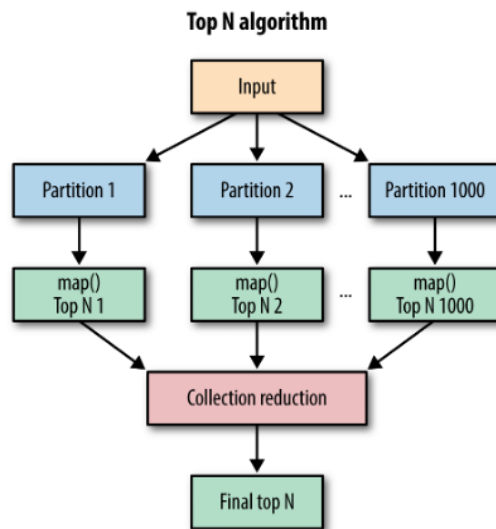 Top N algorithm
Input
Partition 1
Partition 2
...
Partition 1000
map()
Top N 1
map()
Top N 2
...
map()
Top N 1000
Collection reduction
Final top N